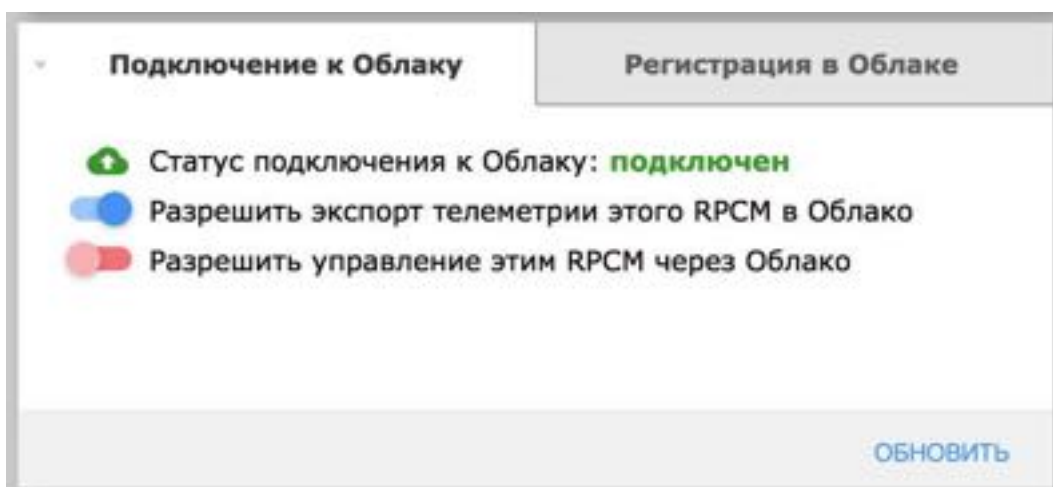 Подключение к Облаку
Регистрация в Облаке
Статус подключения к Облаку: подключен
Разрешить экспорт телеметрии этого RPCM в Облако
Разрешить управление этим RPCM через Облако
ОБНОВИТЬ